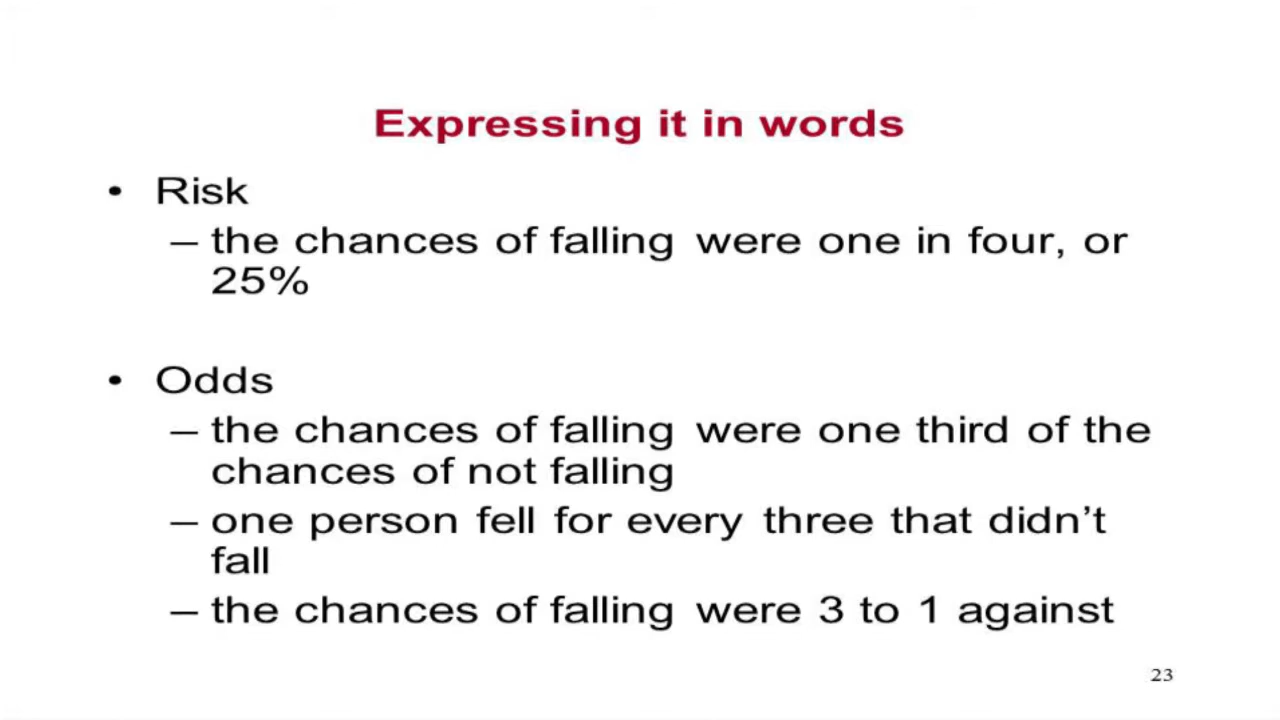 Expressing it in words
• Risk
– the chances of falling were one in four, or
25%
• Odds
– the chances of falling were one third of the
chances of not falling
– one person fell for every three that didn’t
fall
– the chances of falling were 3 to 1 against
23